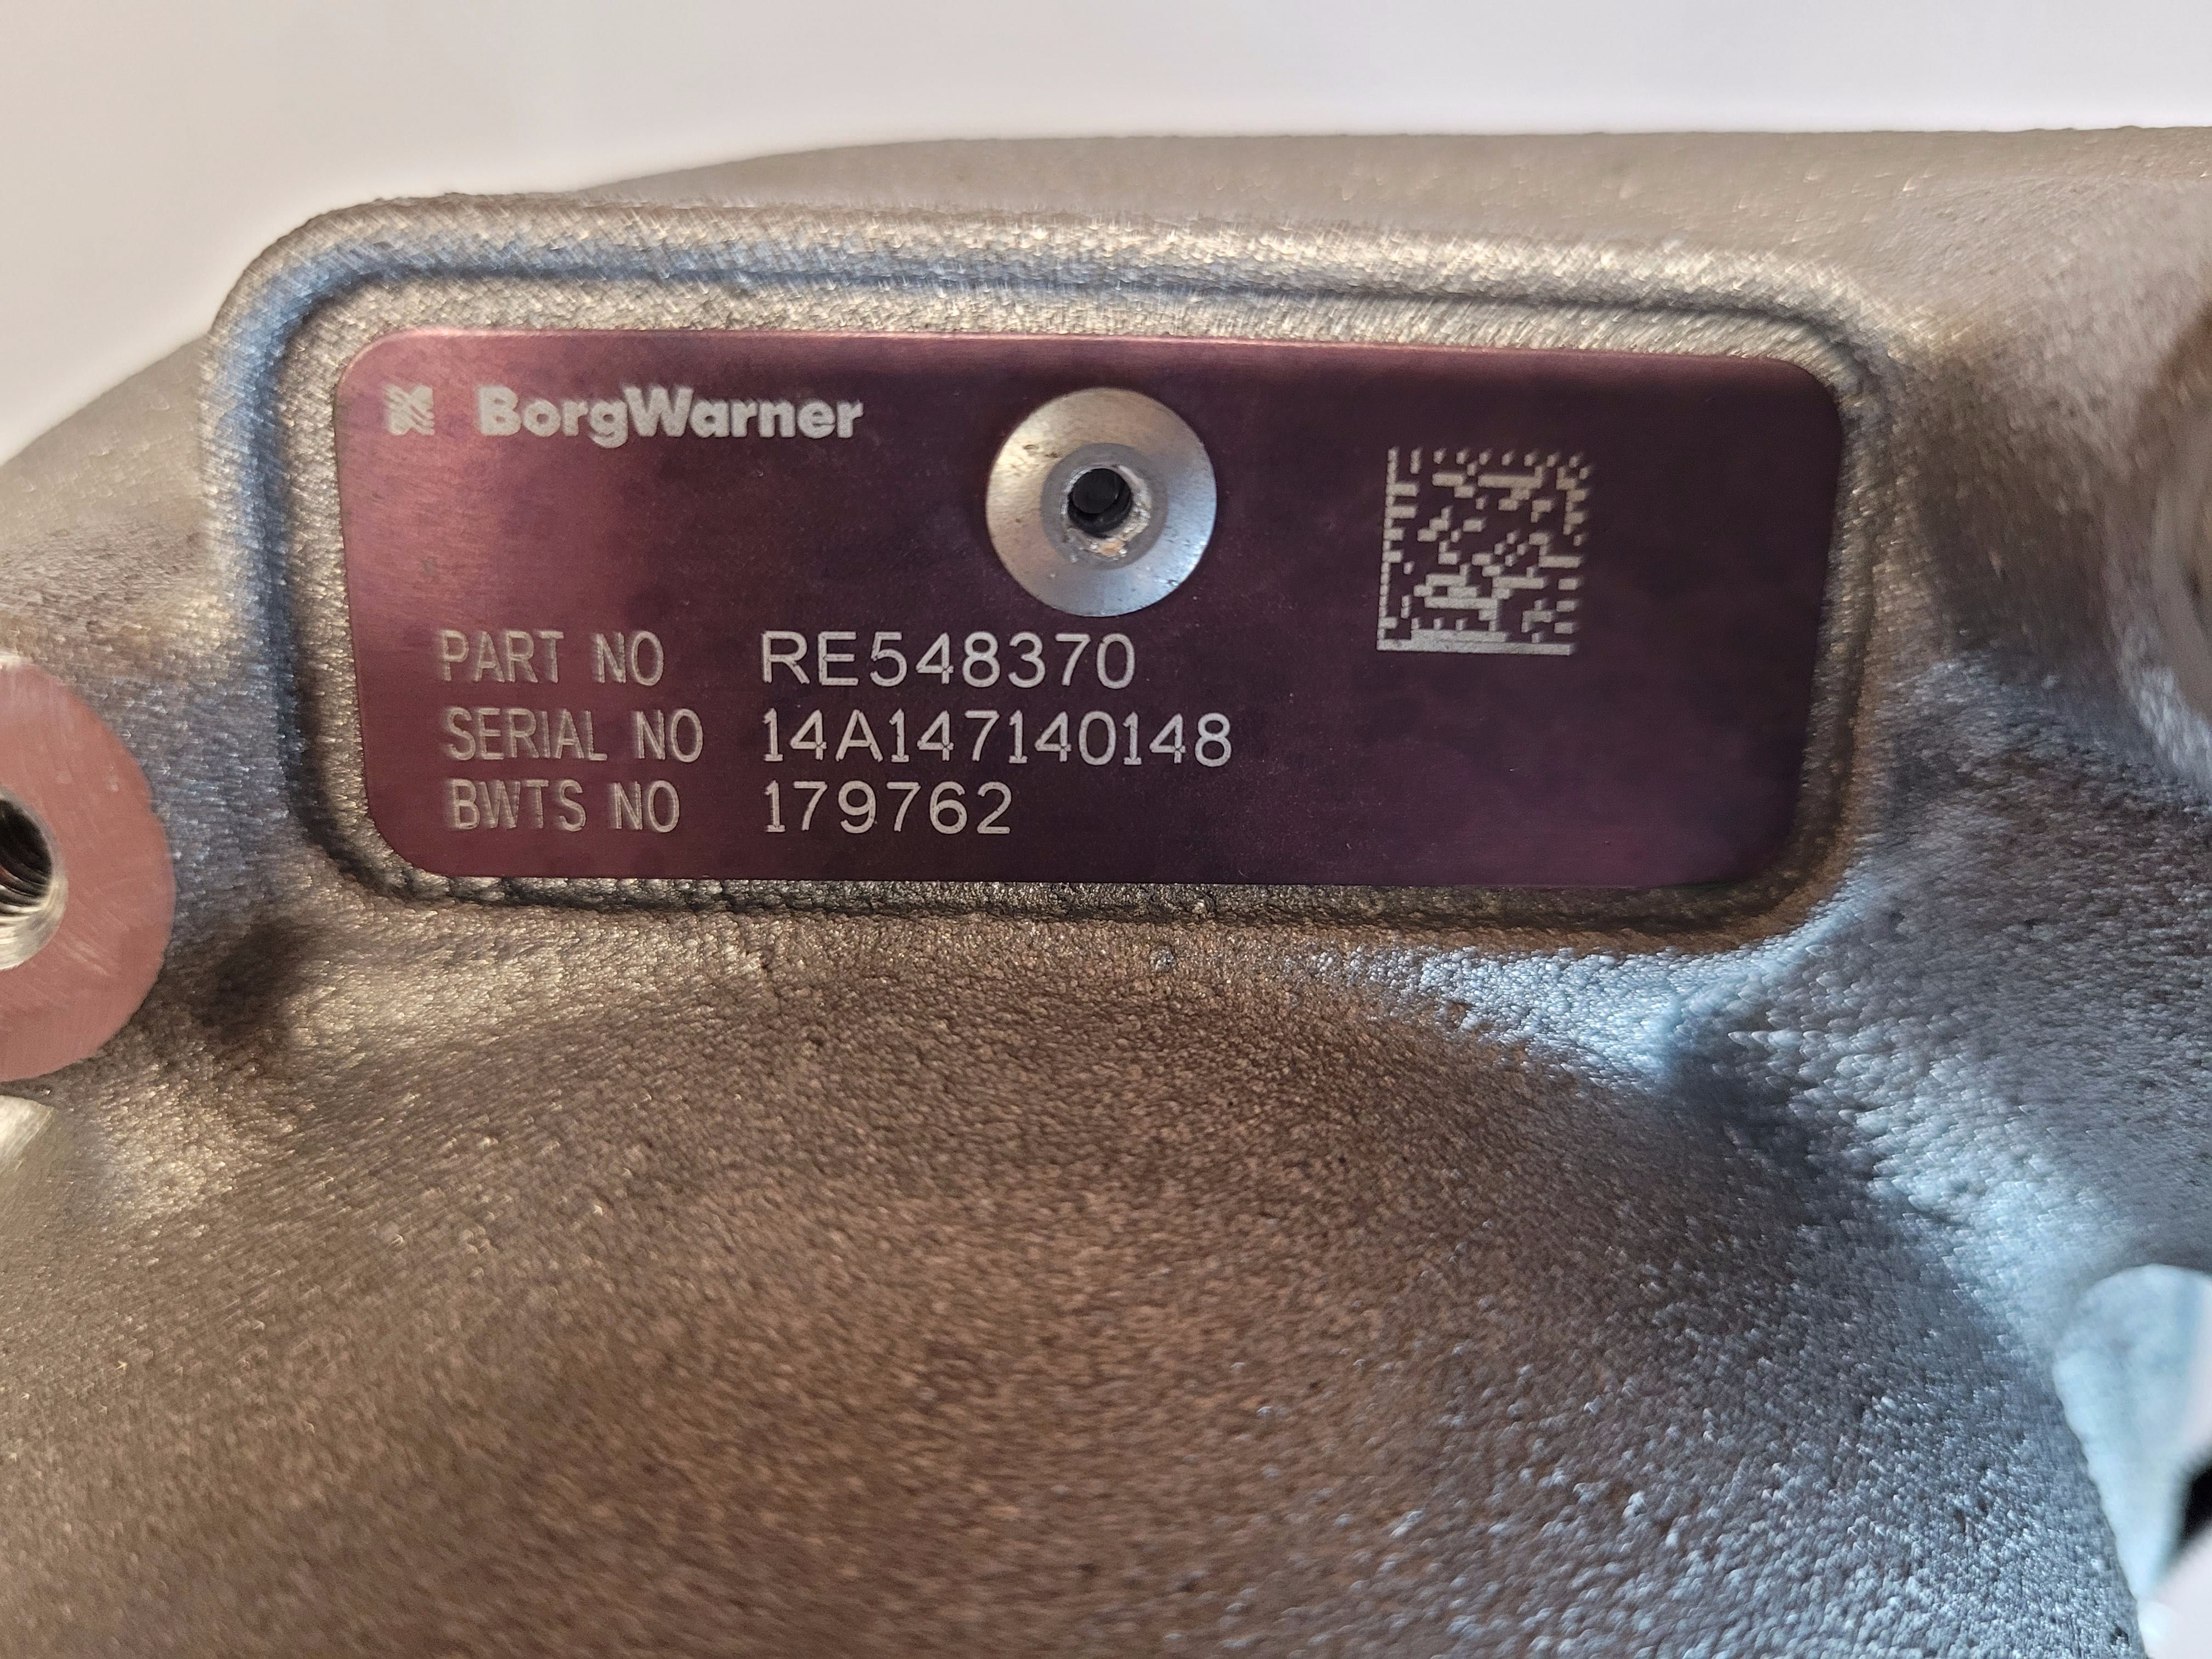 BorgWarner
PART NO RE548370
SERIAL NO 14A147140148
BWTS NO 179762